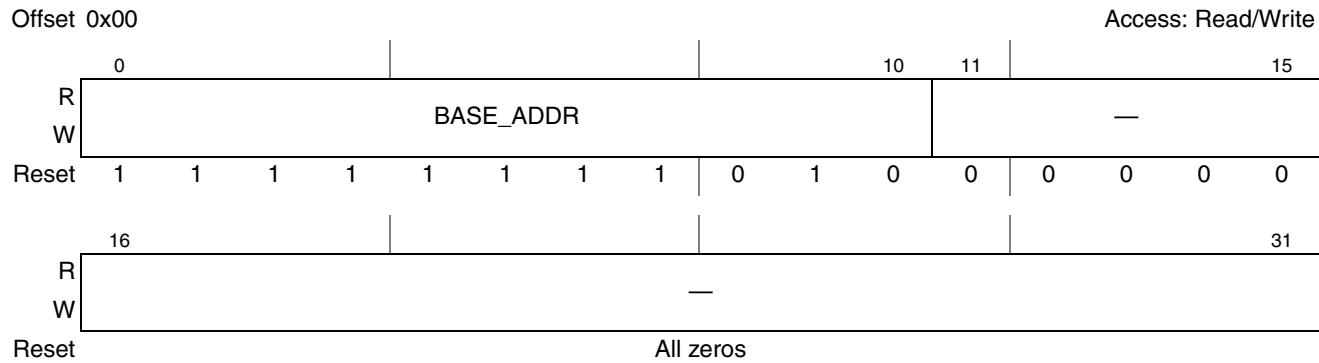 Offset 0x00 Access: Read/Write
0 10 11 15
R
BASE_ADDR —
W
Reset 1 1 1 1 1 1 1 1 0 1 0 0 0 0 0 0
16 31
R
—
W
Reset All zeros